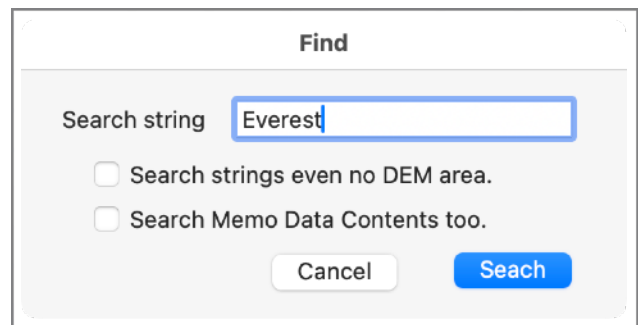 Find
Search string Everest
Search strings even no DEM area.
Search Memo Data Contents too.
Cancel Seach